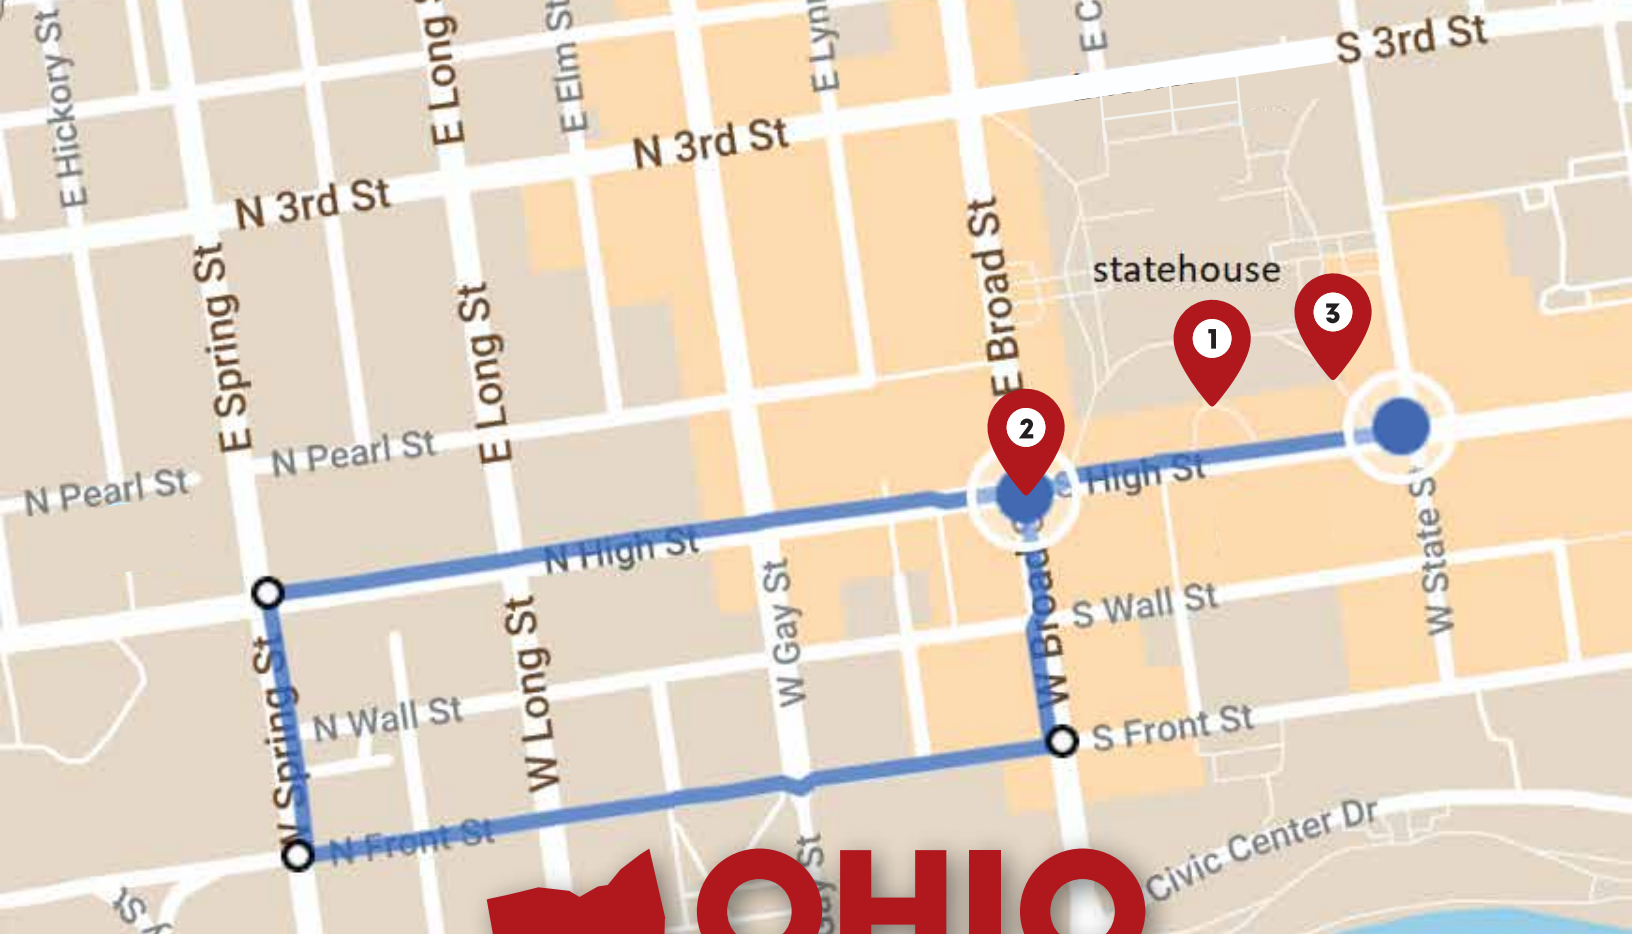 E Hickory St
E Long S
E Elm St
E Lynn
E C
S 3rd St
N 3rd St
N 3rd St
E Spring St
E Long St
E Broad St
statehouse
1
3
2
N Pearl St
N Pearl St
High St
N High St
W Gay St
W State St
S Wall St
W Broad
W Spring St
W Long St
N Wall St
S Front St
N Front St
Gay St
Civic Center Dr
OHIO